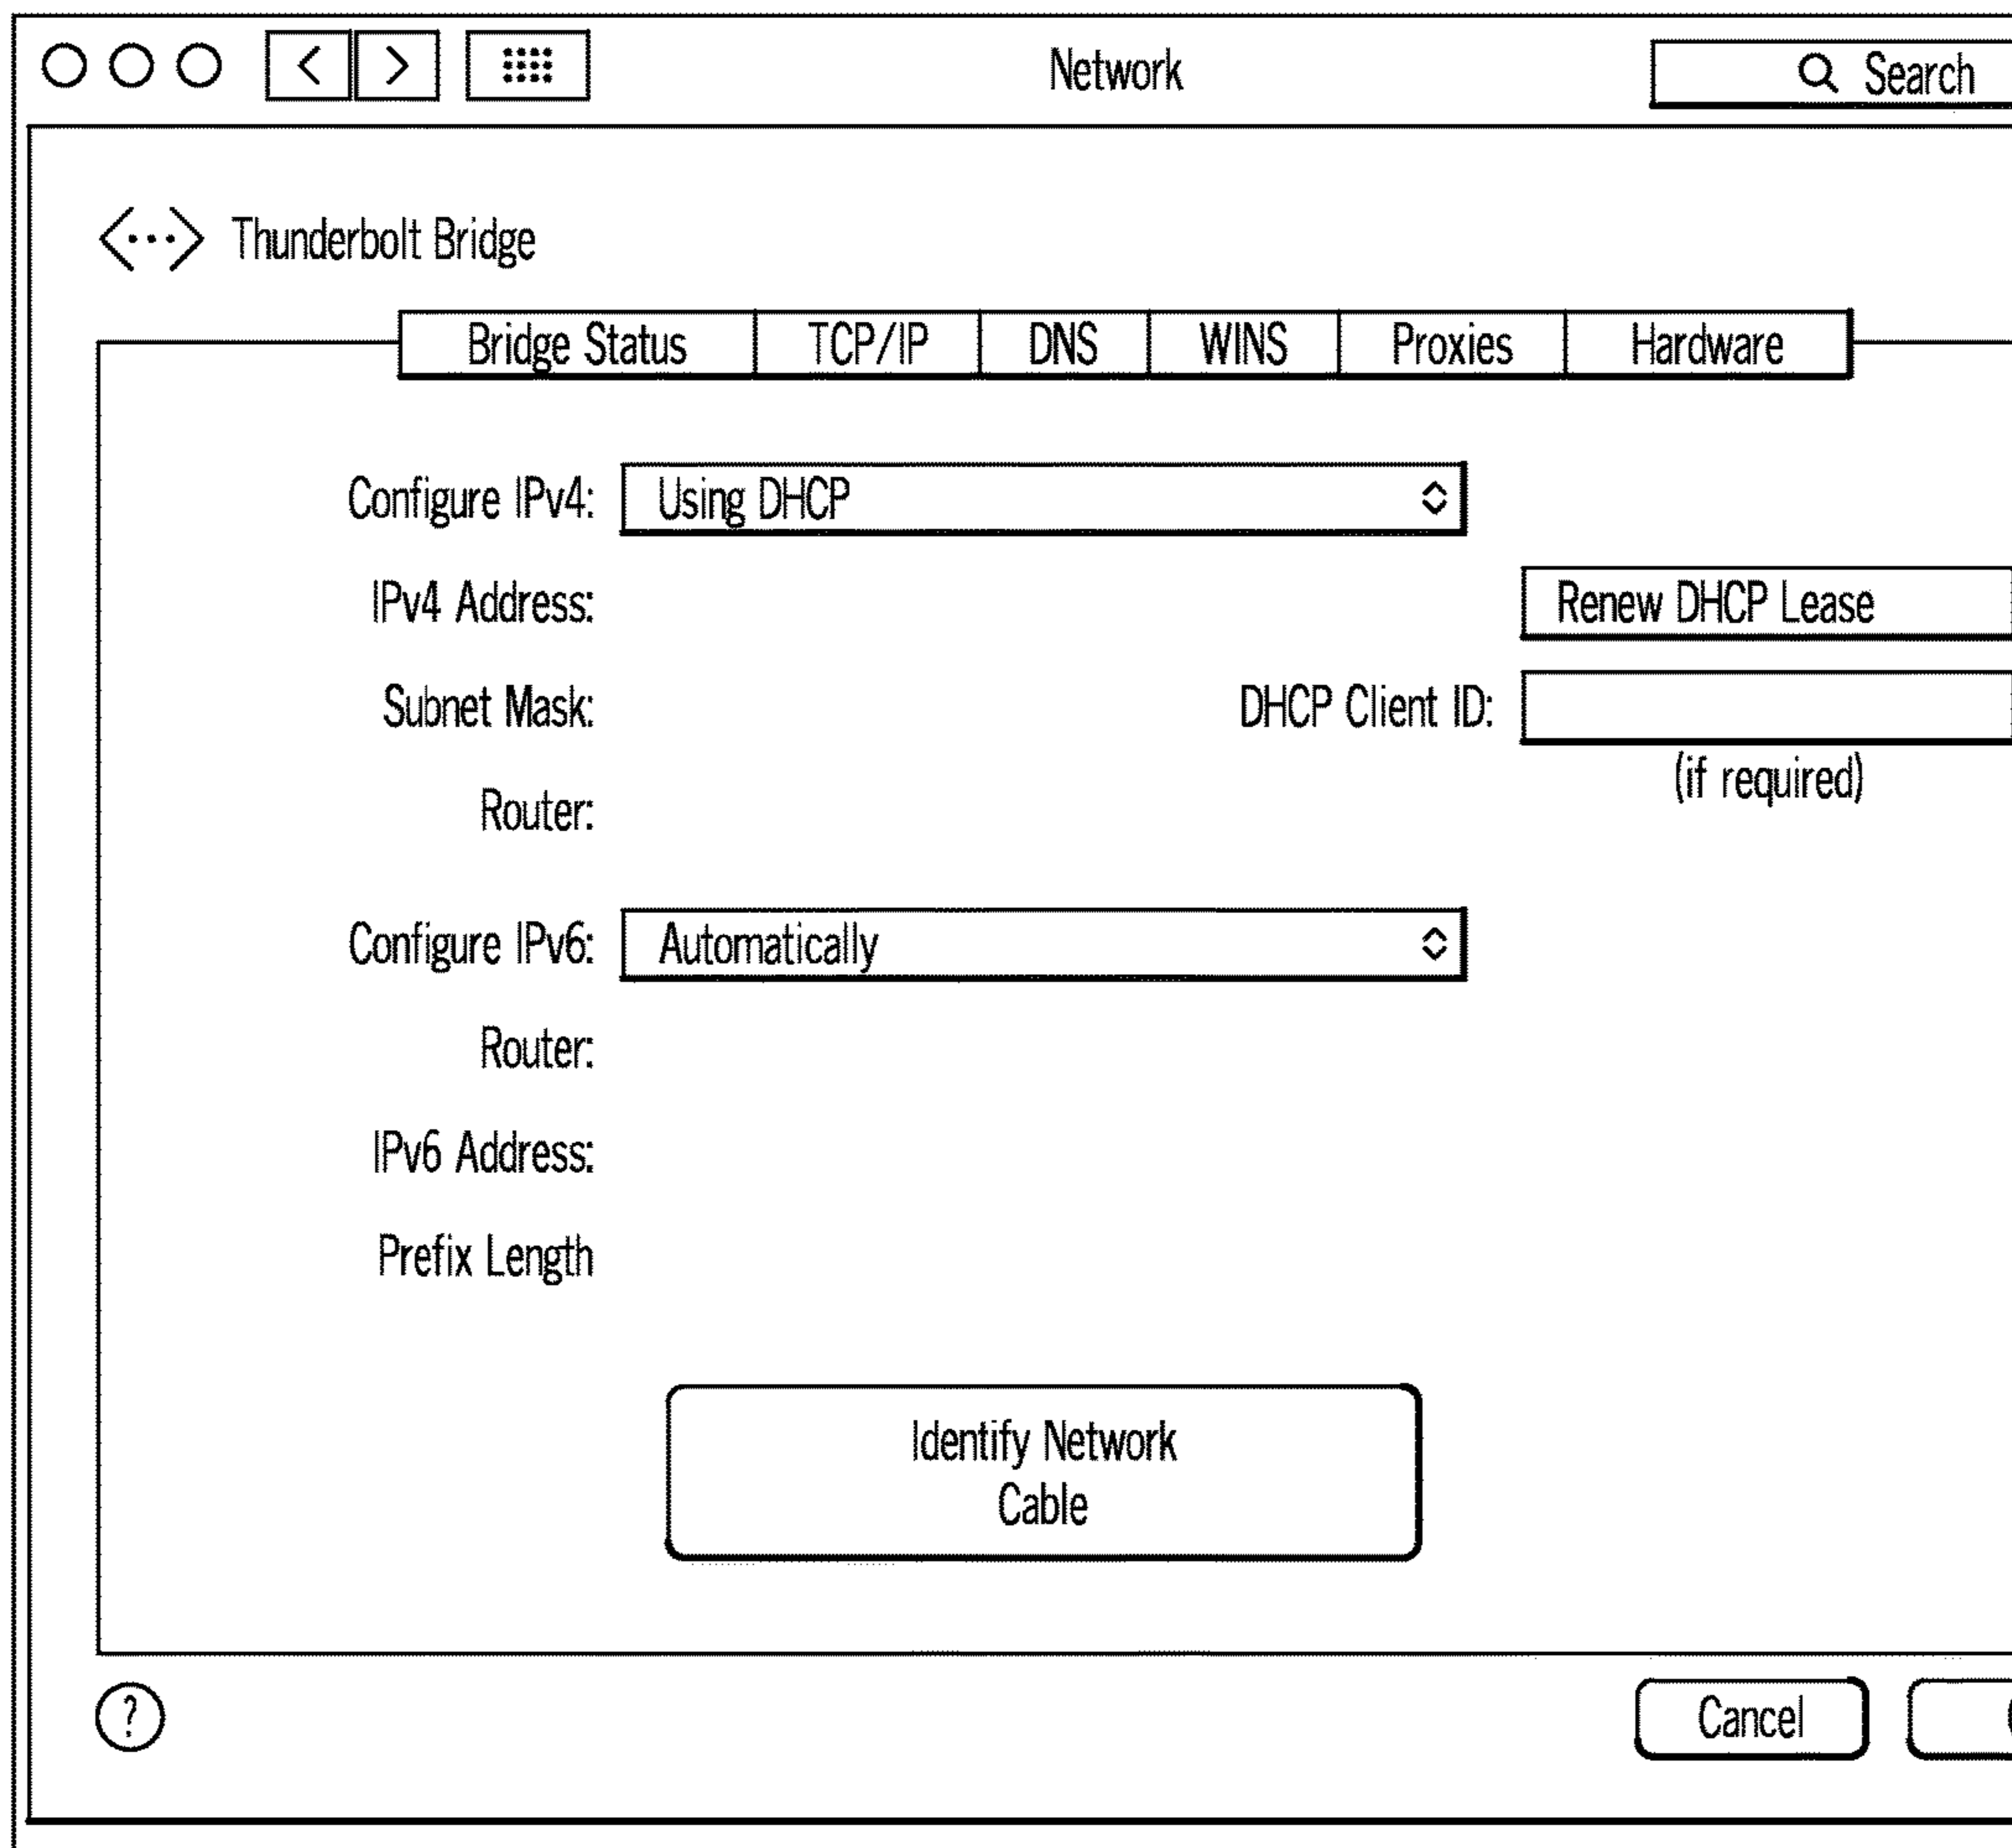 Network
Search
Thunderbolt Bridge
Bridge Status TCP/IP DNS WINS Proxies Hardware
Configure IPv4: Using DHCP
IPv4 Address: Renew DHCP Lease
Subnet Mask: DHCP Client ID:
(if required)
Router:
Configure IPv6: Automatically
Router:
IPv6 Address:
Prefix Length
Identify Network
Cable
? Cancel